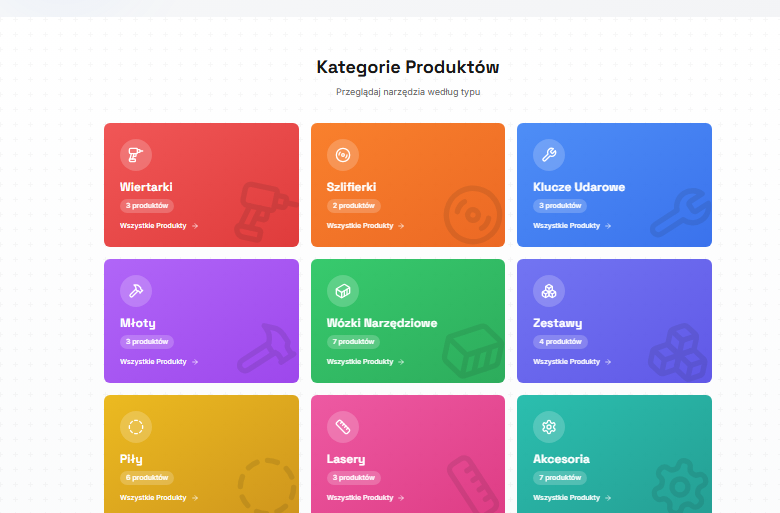 Kategorie Produktów
Przeglądaj narzędzia według typu
Wiertarki
3 produktów
Wszystkie Produkty →
Szlifierki
2 produktów
Wszystkie Produkty →
Klucze Udarowe
3 produktów
Wszystkie Produkty →
Młoty
3 produktów
Wszystkie Produkty →
Wózki Narzędziowe
7 produktów
Wszystkie Produkty →
Zestawy
4 produktów
Wszystkie Produkty →
Piły
6 produktów
Wszystkie Produkty →
Lasery
3 produktów
Wszystkie Produkty →
Akcesoria
7 produktów
Wszystkie Produkty →